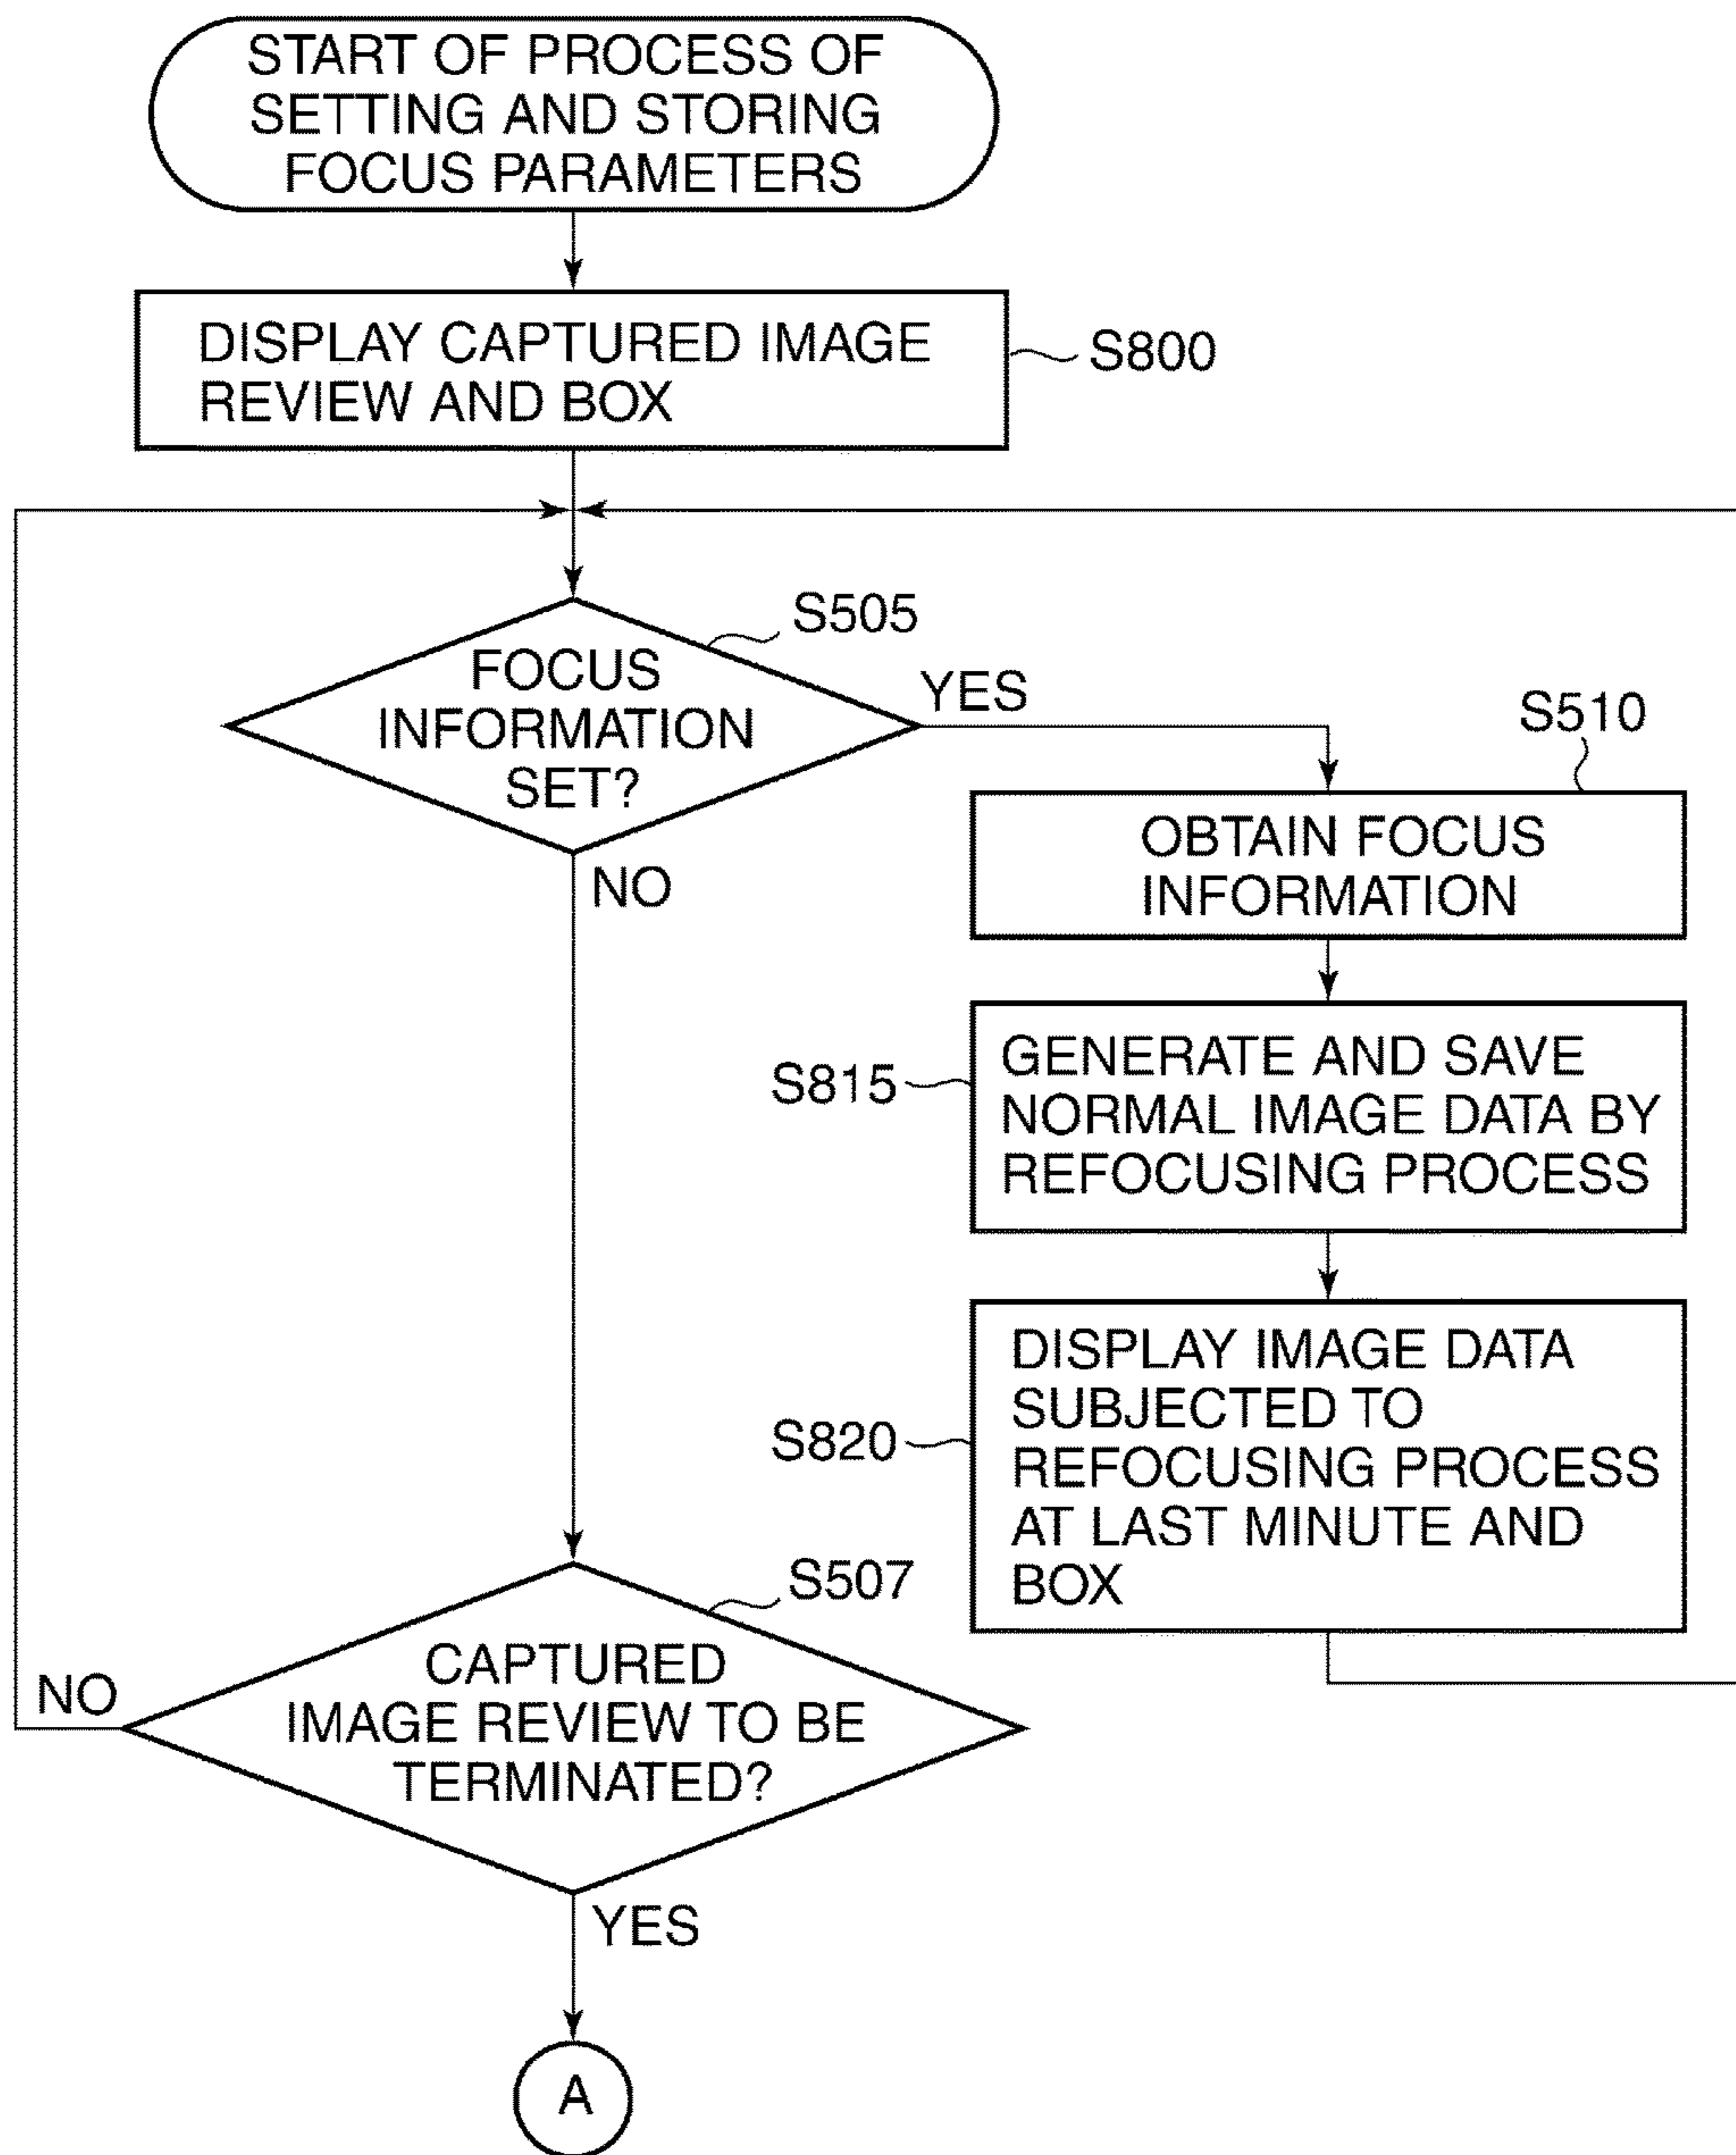 START OF PROCESS OF
SETTING AND STORING
FOCUS PARAMETERS
DISPLAY CAPTURED IMAGE
REVIEW AND BOX
S800
S505
FOCUS
INFORMATION
SET?
YES
NO
S510
OBTAIN FOCUS
INFORMATION
S815
GENERATE AND SAVE
NORMAL IMAGE DATA BY
REFOCUSING PROCESS
S820
DISPLAY IMAGE DATA
SUBJECTED TO
REFOCUSING PROCESS
AT LAST MINUTE AND
BOX
S507
CAPTURED
IMAGE REVIEW TO BE
TERMINATED?
NO
YES
A